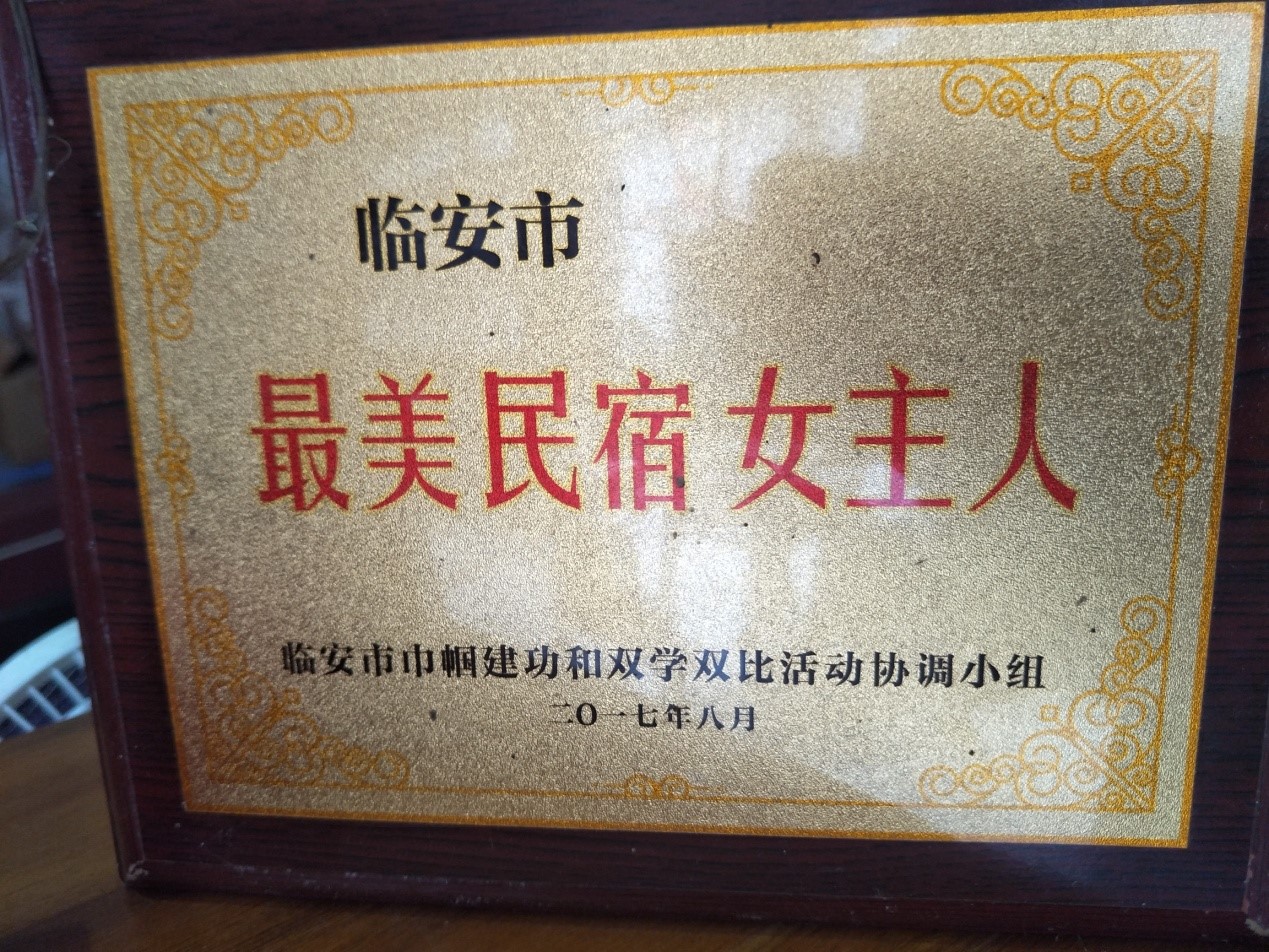 临安市
最美民宿女主人
临安市巾帼建功和双学双比活动协调小组
二〇一七年八月